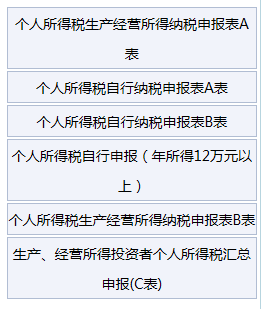 个人所得税生产经营所得纳税申报表A
表
个人所得税自行纳税申报表A表
个人所得税自行纳税申报表B表
个人所得税自行申报（年所得12万元以
上）
个人所得税生产经营所得纳税申报表B表
生产、经营所得投资者个人所得税汇总
申报(C表)